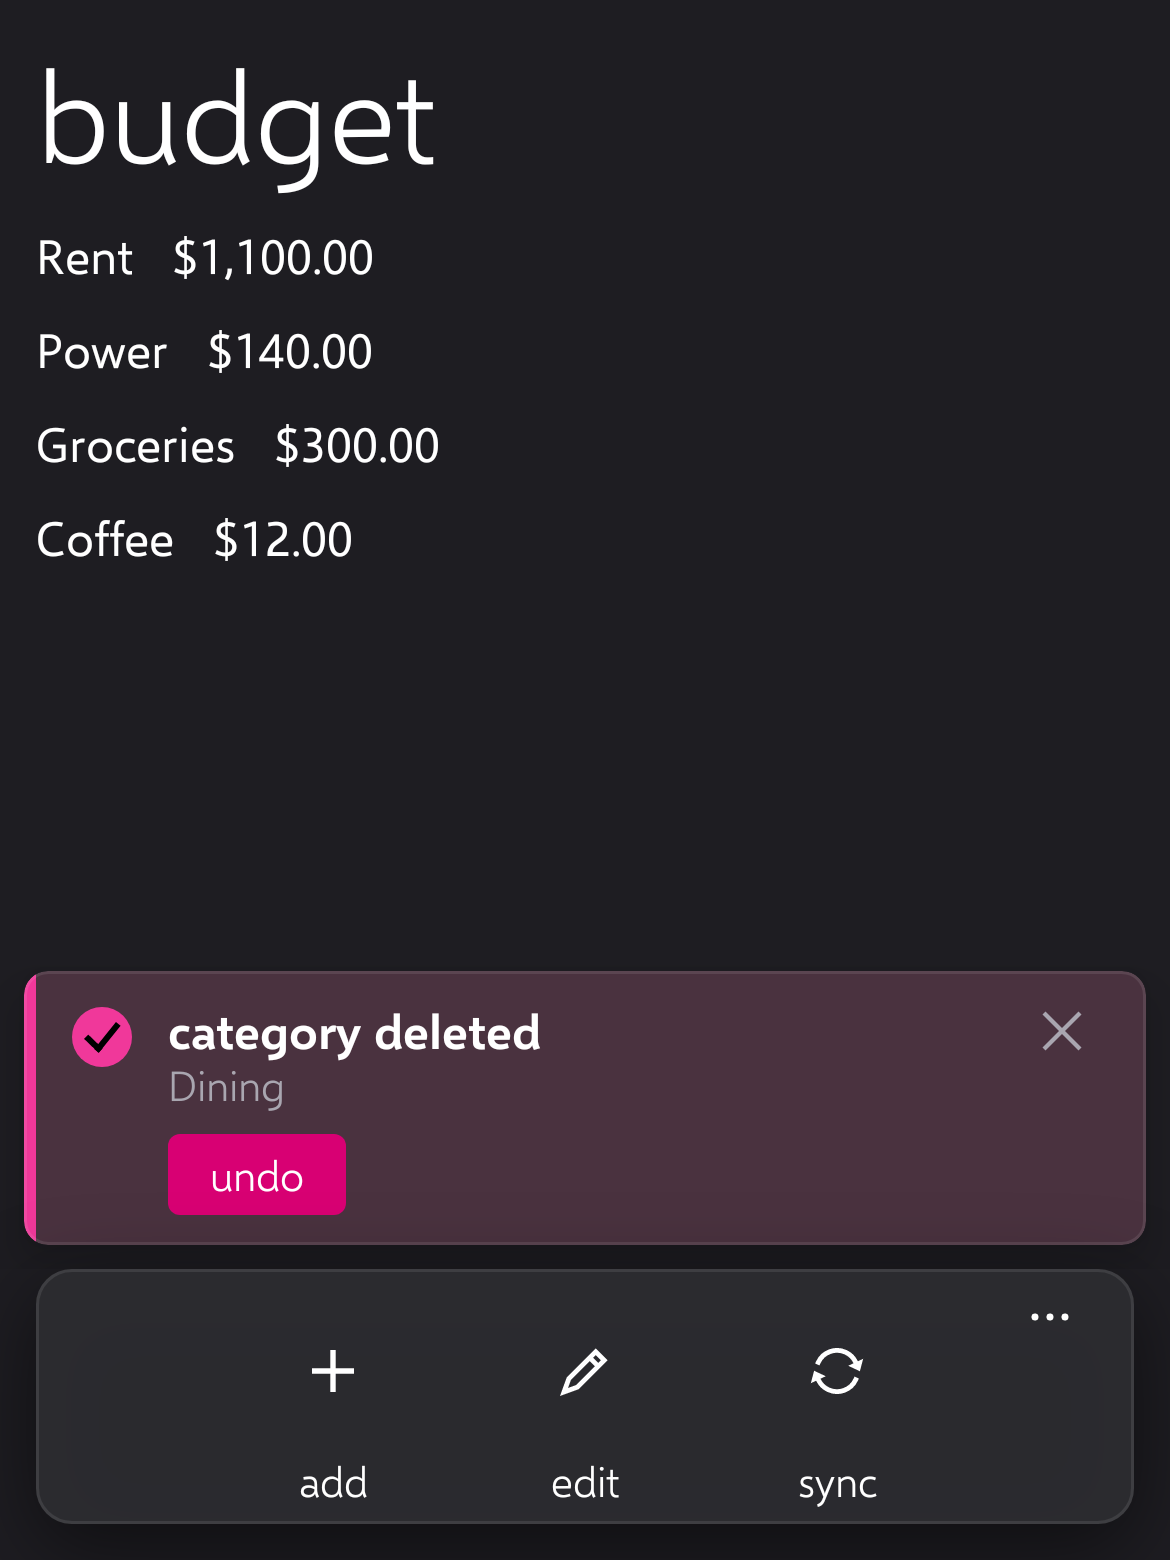 budget
Rent $1,100.00
Power $140.00
Groceries $300.00
Coffee $12.00
category deleted
Dining
undo
add edit sync